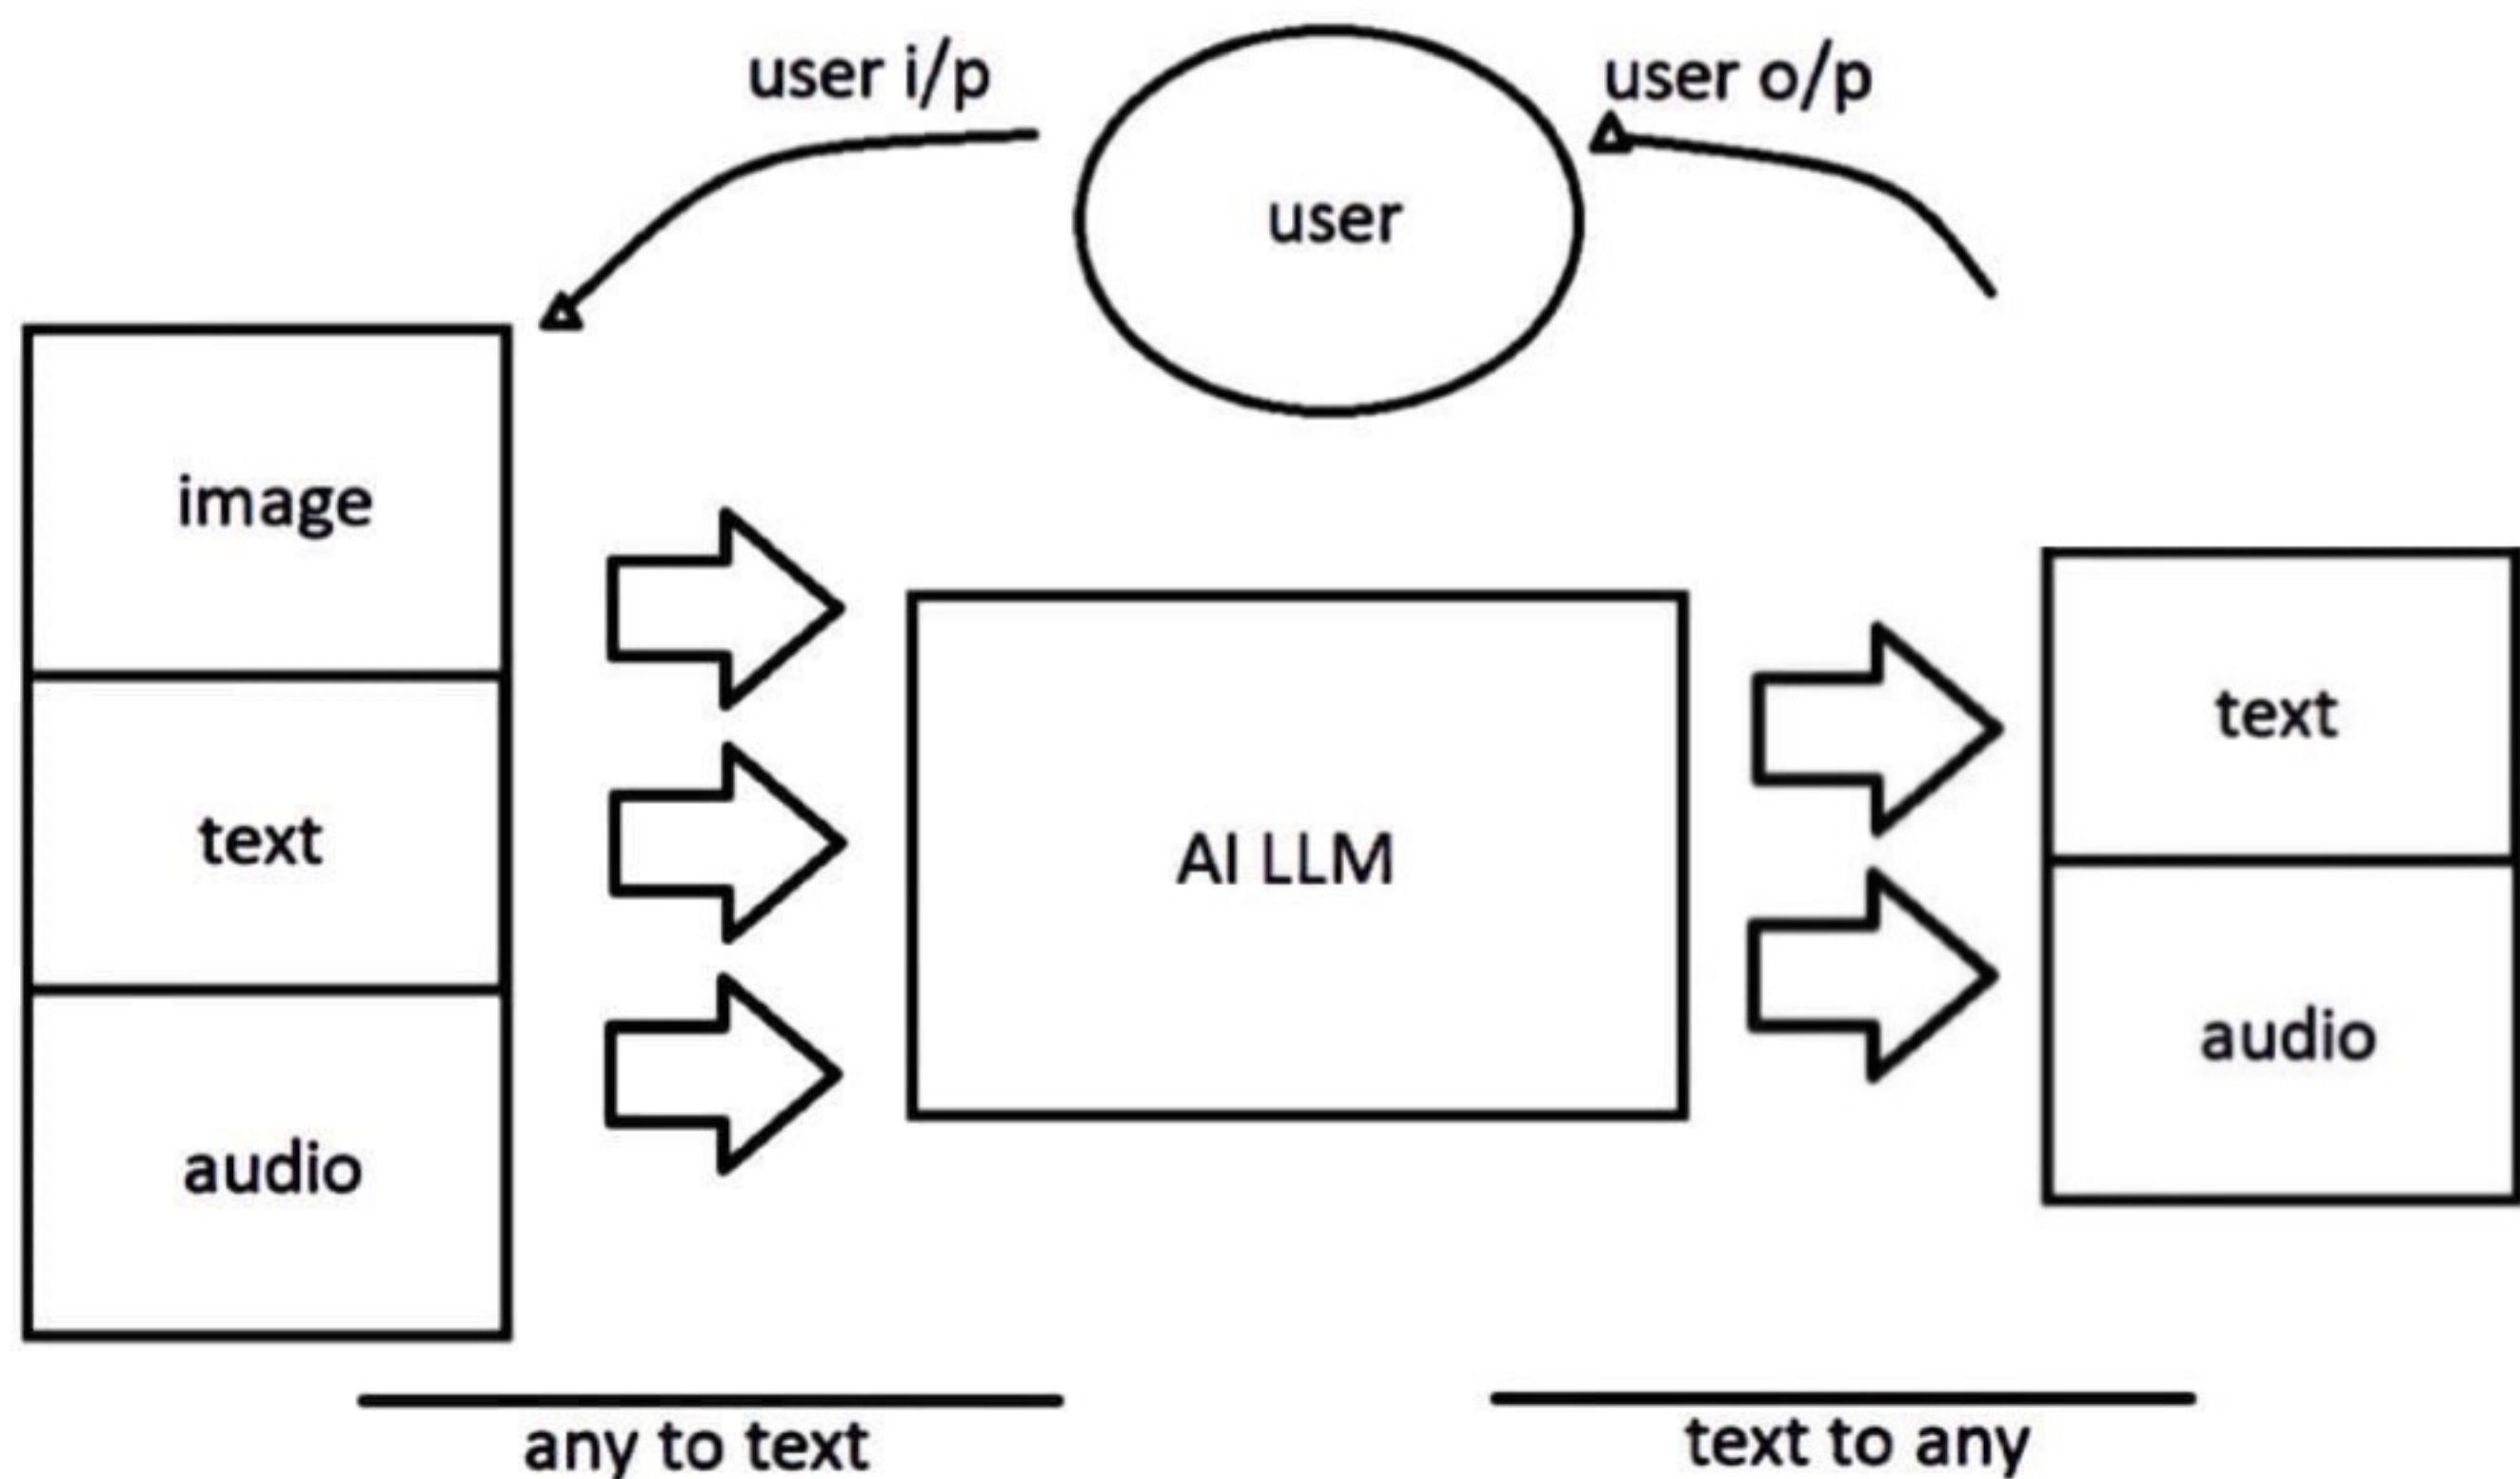 user i/p
user o/p
user
image
text
audio
AI LLM
text
audio
any to text
text to any